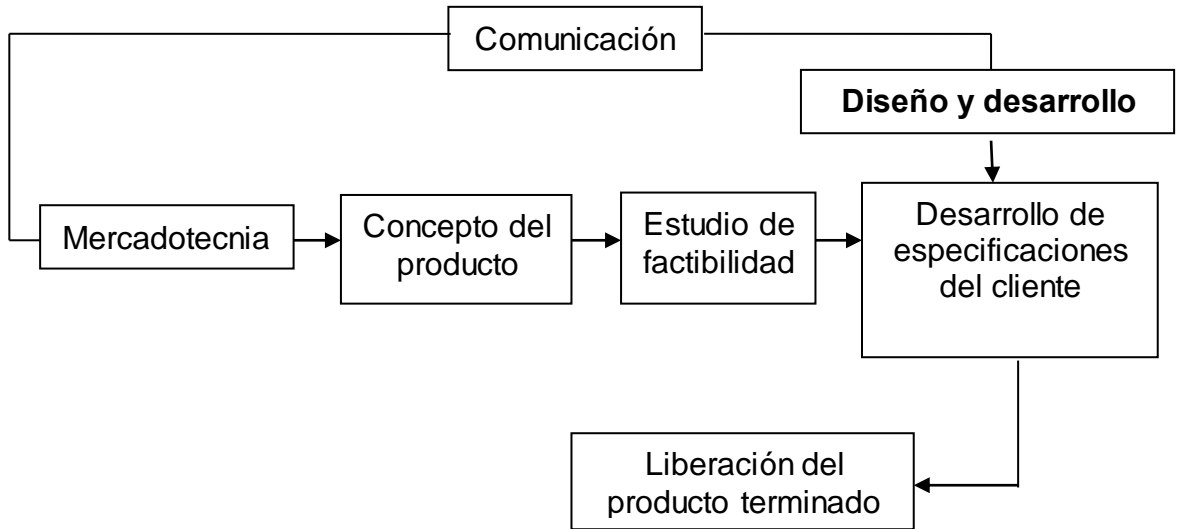 Comunicación
Diseño y desarrollo
Mercadotecnia
Concepto del
producto
Estudio de
factibilidad
Desarrollo de
especificaciones
del cliente
Liberación del
producto terminado